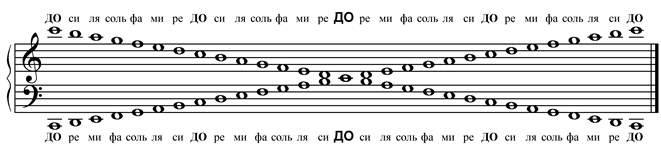 ДО си ля соль фа ми ре ДО си ля соль фа ми ре ДО ре ми фа соль ля си ДО ре ми фа соль ля си ДО
ДО ре ми фа соль ля си ДО ре ми фа соль ля си ДО си ля соль фа ми ре ДО си ля соль фа ми ре ДО